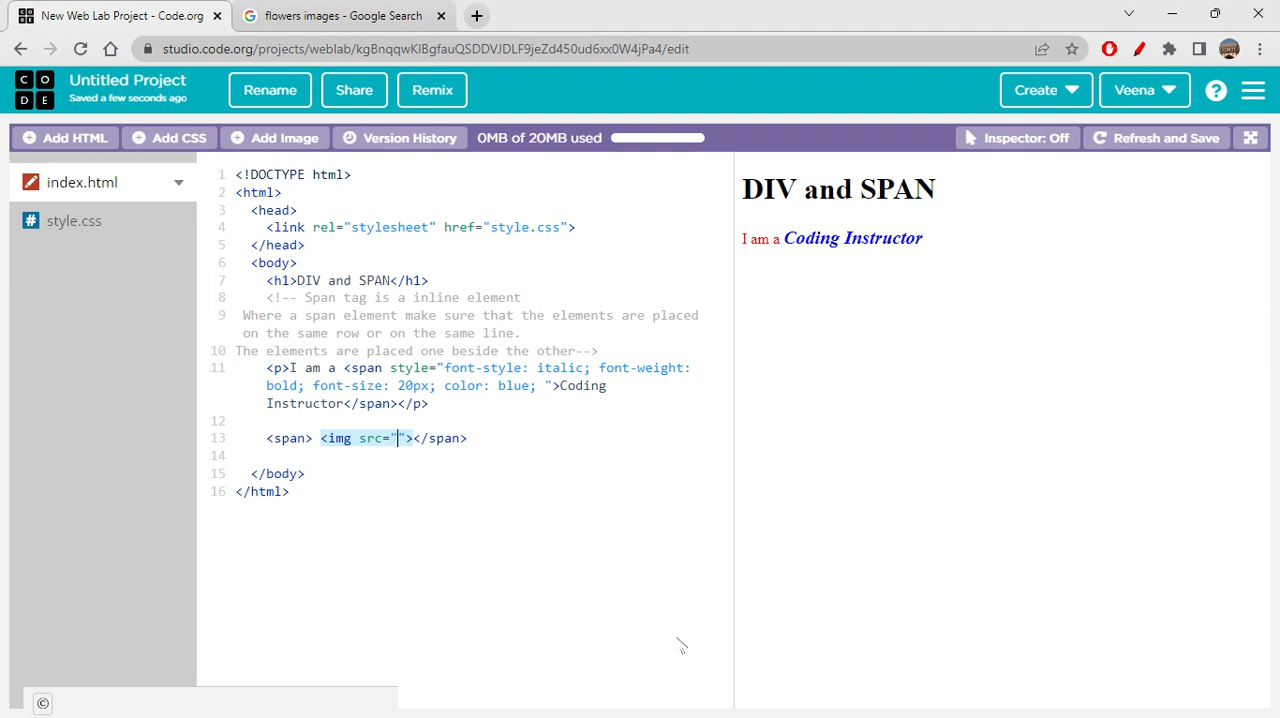 New Web Lab Project - Code.org
flowers images - Google Search
studio.code.org/projects/weblab/kgBnqqwKlBgfauQSDDVJDLF9jeZd450ud6xx0W4jPa4/edit
CODE
Untitled Project
Saved a few seconds ago
Rename
Share
Remix
Create
Veena
?
Add HTML
Add CSS
Add Image
Version History
0MB of 20MB used
Inspector: Off
Refresh and Save
index.html
style.css
1 <!DOCTYPE html>
2 <html>
3 <head>
4 <link rel="stylesheet" href="style.css">
5 </head>
6 <body>
7 <h1>DIV and SPAN</h1>
8 <!-- Span tag is a inline element
9 Where a span element make sure that the elements are placed
on the same row or on the same line.
10 The elements are placed one beside the other-->
11 <p>I am a <span style="font-style: italic; font-weight:
bold; font-size: 20px; color: blue; ">Coding
Instructor</span></p>
12
13 <span> <img src=""></span>
14
15 </body>
16 </html>
DIV and SPAN
I am a Coding Instructor
©